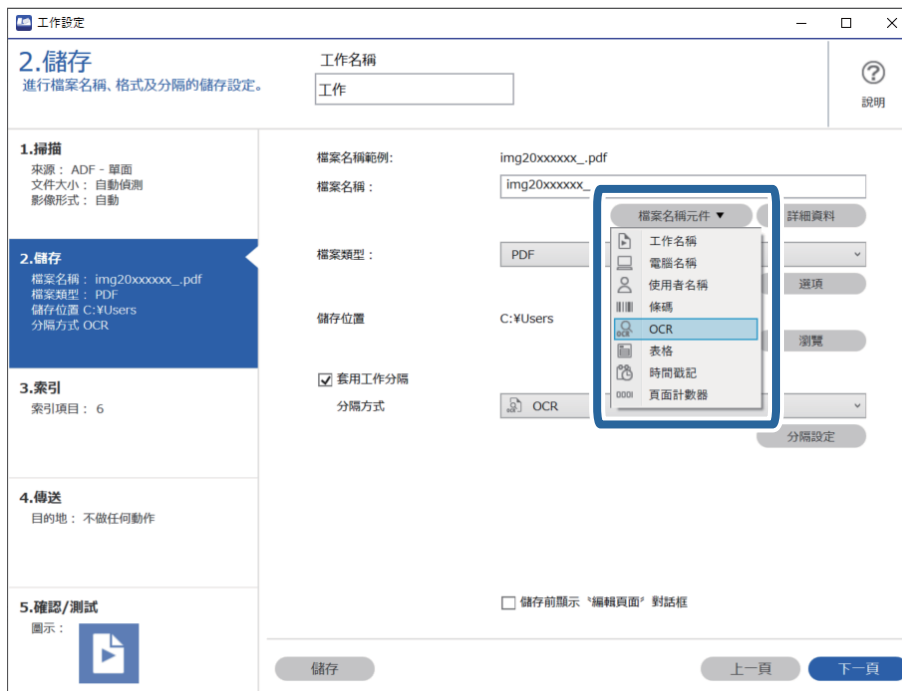 工作設定
2.儲存
進行檔案名稱、格式及分隔的儲存設定。
工作名稱
工作
說明
1.掃描
來源： ADF - 單面
文件大小： 自動偵測
影像形式： 自動
2.儲存
檔案名稱： img20xxxxxx_.pdf
檔案類型： PDF
儲存位置 C:¥Users
分隔方式 OCR
3.索引
索引項目： 6
4.傳送
目的地： 不做任何動作
5.確認/測試
圖示：
檔案名稱範例: img20xxxxxx_.pdf
檔案名稱： img20xxxxxx_
檔案名稱元件 ▼ 詳細資料
工作名稱
電腦名稱
使用者名稱
條碼
OCR
表格
時間戳記
頁面計數器
檔案類型： PDF
選項
儲存位置 C:¥Users
瀏覽
套用工作分隔
分隔方式 OCR
分隔設定
儲存前顯示〝編輯頁面〞對話框
儲存 上一頁 下一頁